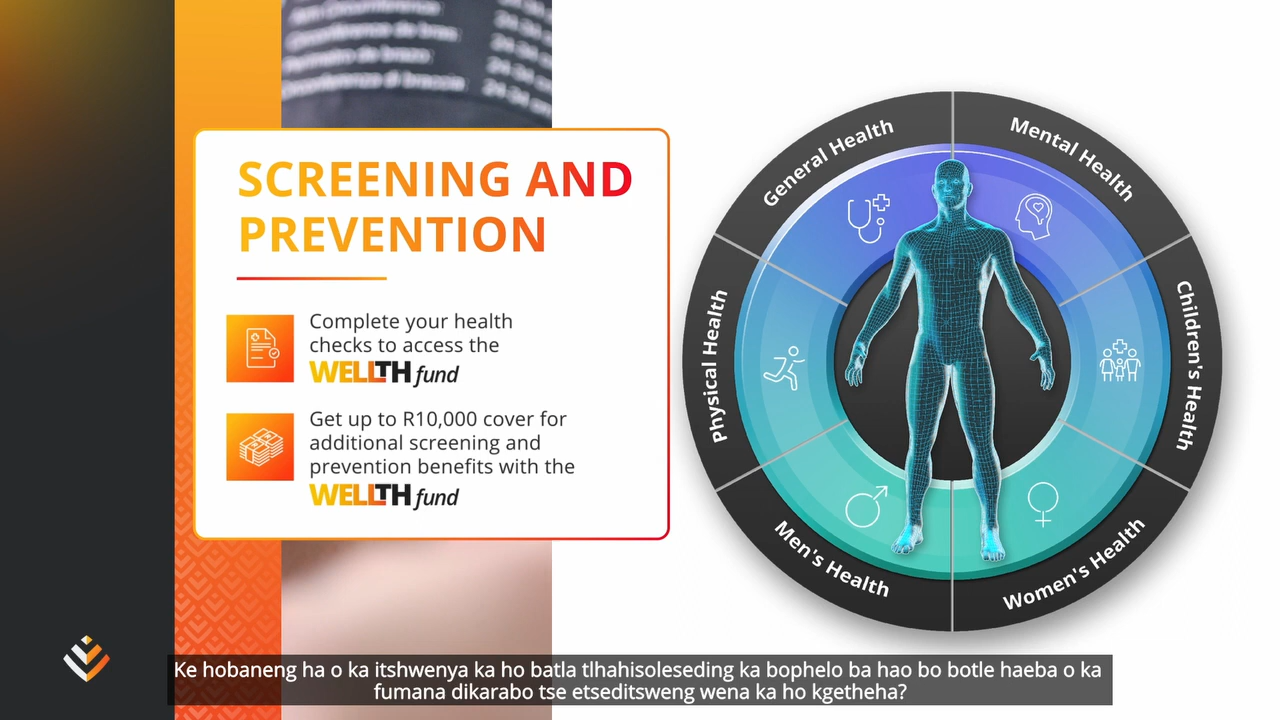 SCREENING AND
PREVENTION
Complete your health
checks to access the
WELLTH fund
Get up to R10,000 cover for
additional screening and
prevention benefits with the
WELLTH fund
General Health
Mental Health
Physical Health
Children's Health
Men's Health
Women's Health
Ke hobaneng ha o ka itshwenya ka ho batla tlhahisoleseding ka bophelo ba hao bo botle haeba o ka
fumana dikarabo tse etseditsweng wena ka ho kgetheha?